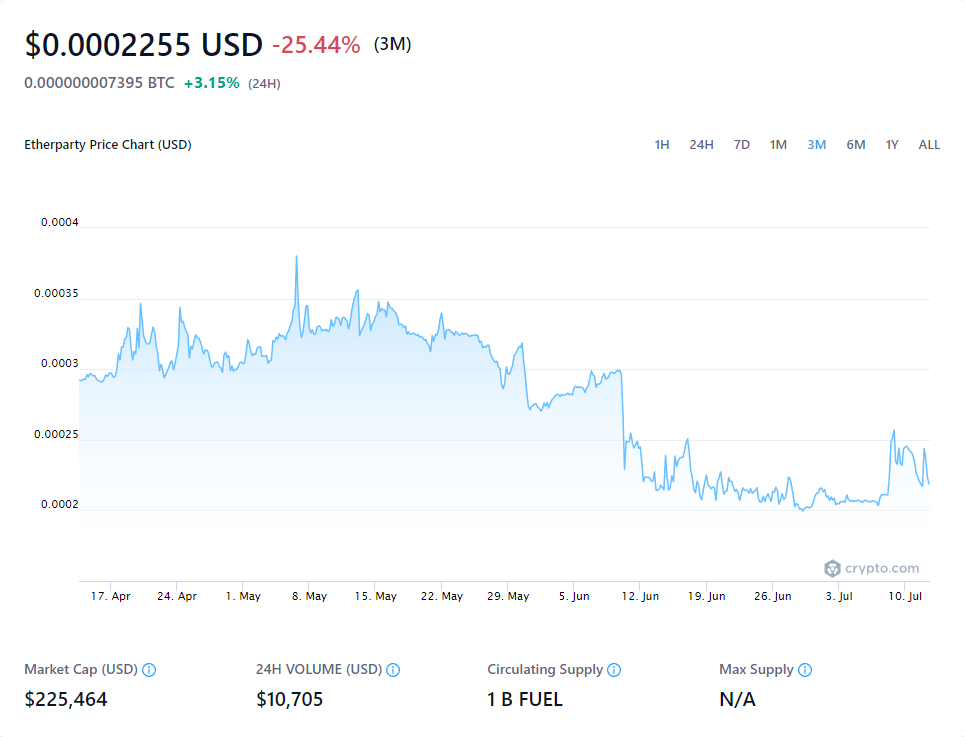 $0.0002255 USD -25.44% (3M)
0.000000007395 BTC +3.15% (24H)
Etherparty Price Chart (USD) 1H 24H 7D 1M 3M 6M 1Y ALL
0.0004
0.00035
0.0003
0.00025
0.0002
crypto.com
17. Apr 24. Apr 1. May 8. May 15. May 22. May 29. May 5. Jun 12. Jun 19. Jun 26. Jun 3. Jul 10. Jul
Market Cap (USD) 24H VOLUME (USD) Circulating Supply Max Supply
$225,464 $10,705 1 B FUEL N/A